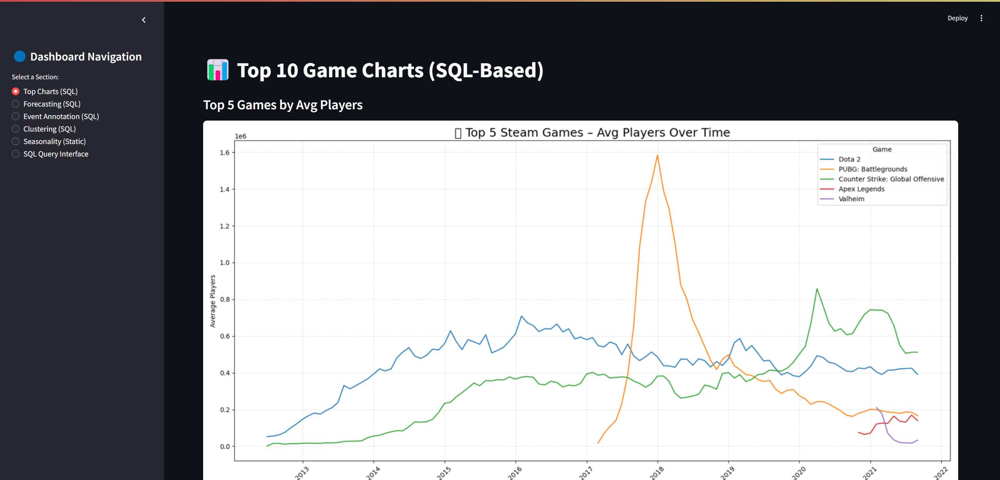 Deploy
Dashboard Navigation
Select a Section:
Top Charts (SQL)
Forecasting (SQL)
Event Annotation (SQL)
Clustering (SQL)
Seasonality (Static)
SQL Query Interface
Top 10 Game Charts (SQL-Based)
Top 5 Games by Avg Players
Top 5 Steam Games – Avg Players Over Time
1e6
1.6
1.4
1.2
1.0
0.8
0.6
0.4
0.2
0.0
Average Players
Game
Dota 2
PUBG: Battlegrounds
Counter Strike: Global Offensive
Apex Legends
Valheim
2013
2014
2015
2016
2017
2018
2019
2020
2021
2022